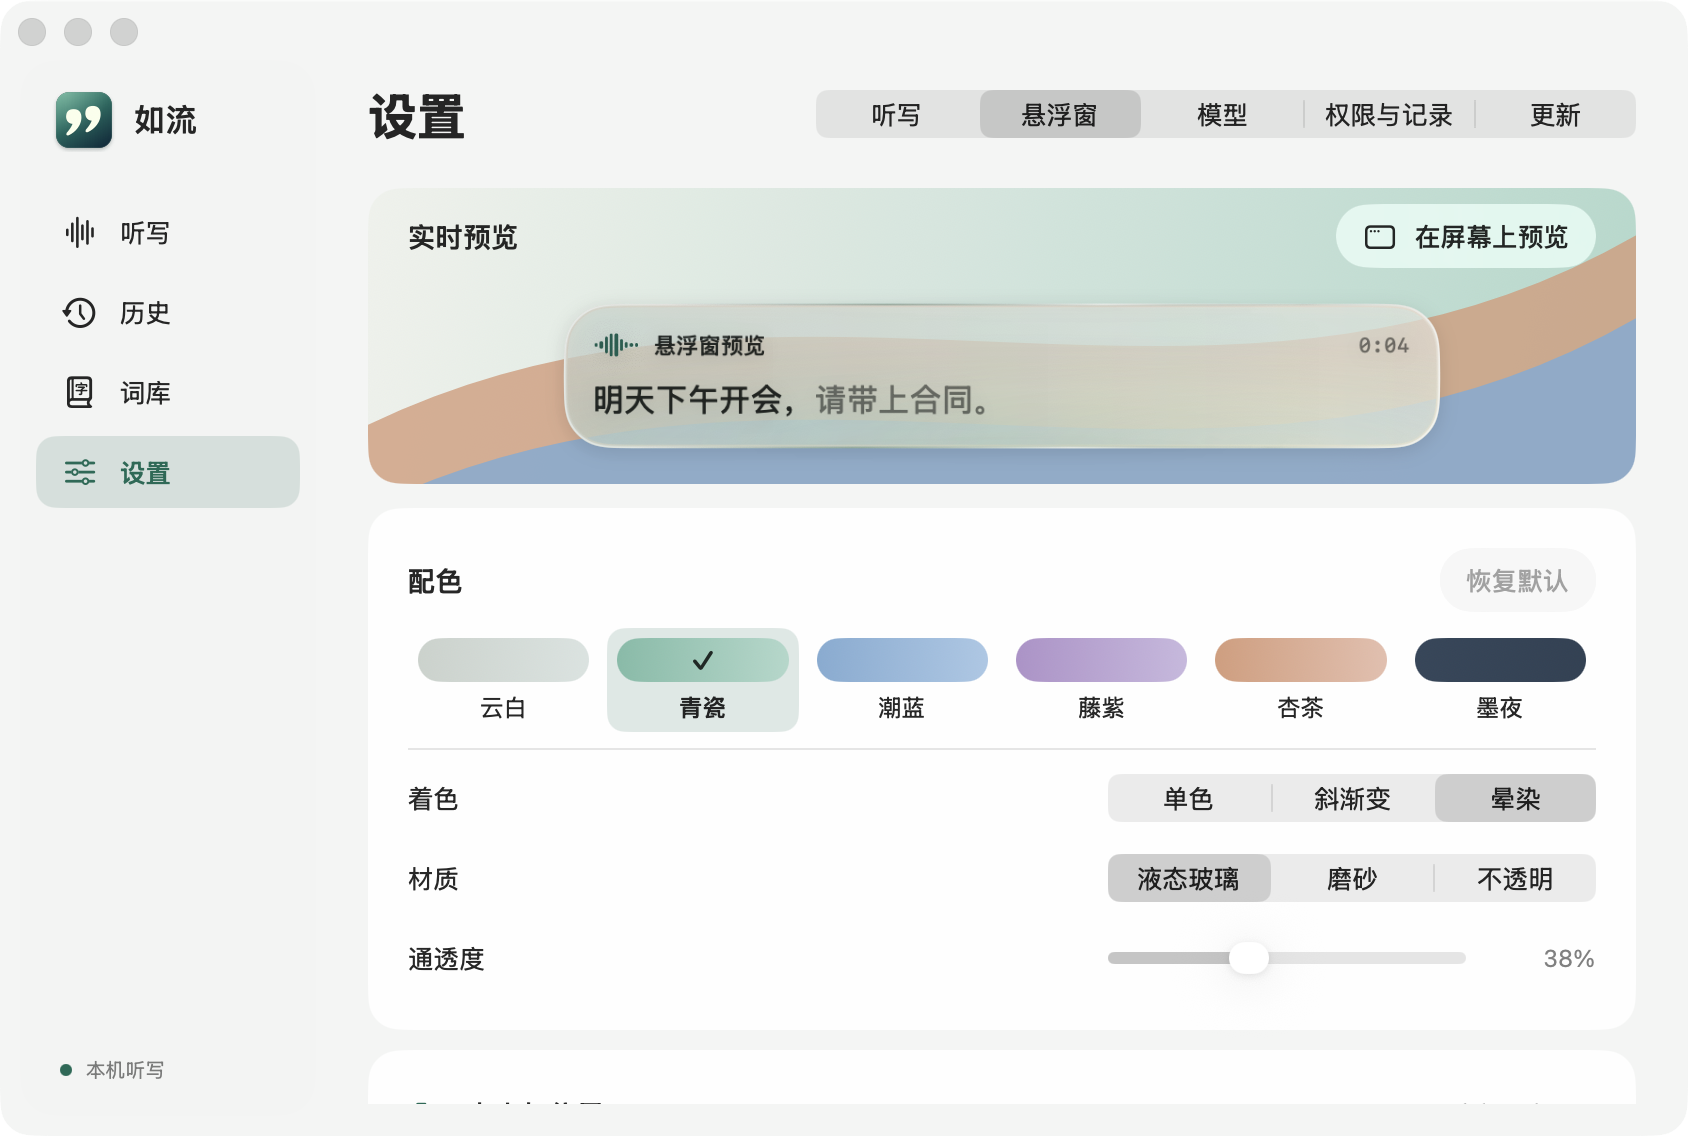 如流
听写
历史
词库
设置
本机听写
设置
听写 悬浮窗 模型 权限与记录 更新
实时预览
在屏幕上预览
悬浮窗预览 0:04
明天下午开会，请带上合同。
配色
恢复默认
云白 青瓷 潮蓝 藤紫 杏茶 墨夜
着色
单色 斜渐变 晕染
材质
液态玻璃 磨砂 不透明
通透度
38%